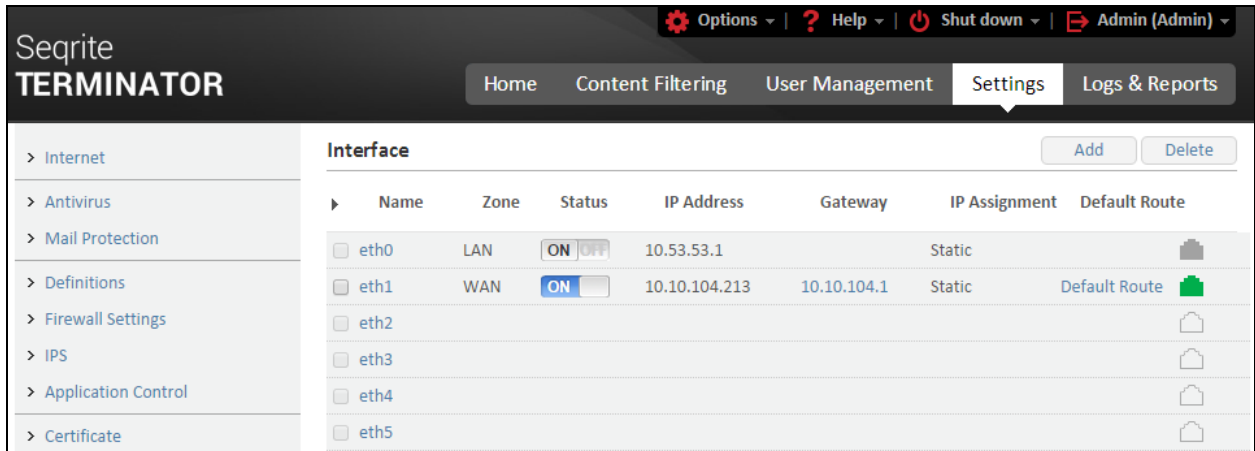 Options | Help | Shut down | Admin (Admin)
Seqrite
TERMINATOR
Home Content Filtering User Management Settings Logs & Reports
Internet
Antivirus
Mail Protection
Definitions
Firewall Settings
IPS
Application Control
Certificate
Interface Add Delete
Name Zone Status IP Address Gateway IP Assignment Default Route
eth0 LAN ON OFF 10.53.53.1 Static
eth1 WAN ON 10.10.104.213 10.10.104.1 Static Default Route
eth2
eth3
eth4
eth5